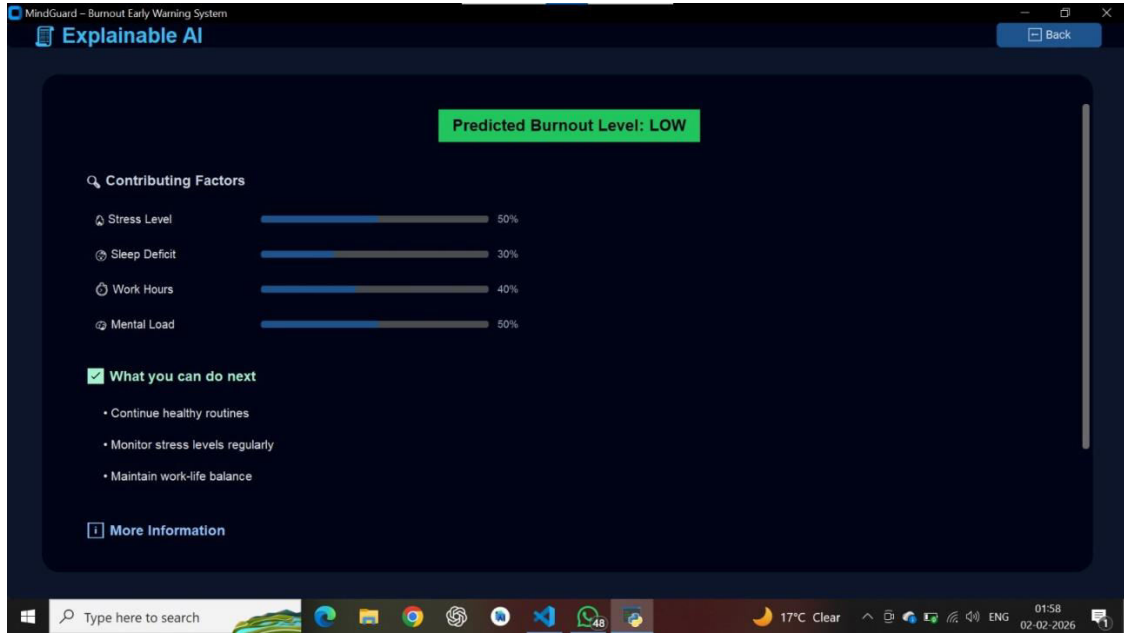 MindGuard – Burnout Early Warning System
Explainable AI
Back
Predicted Burnout Level: LOW
Contributing Factors
Stress Level 50%
Sleep Deficit 30%
Work Hours 40%
Mental Load 50%
What you can do next
• Continue healthy routines
• Monitor stress levels regularly
• Maintain work-life balance
More Information
Type here to search
48
17°C Clear
ENG
01:58
02-02-2026
1